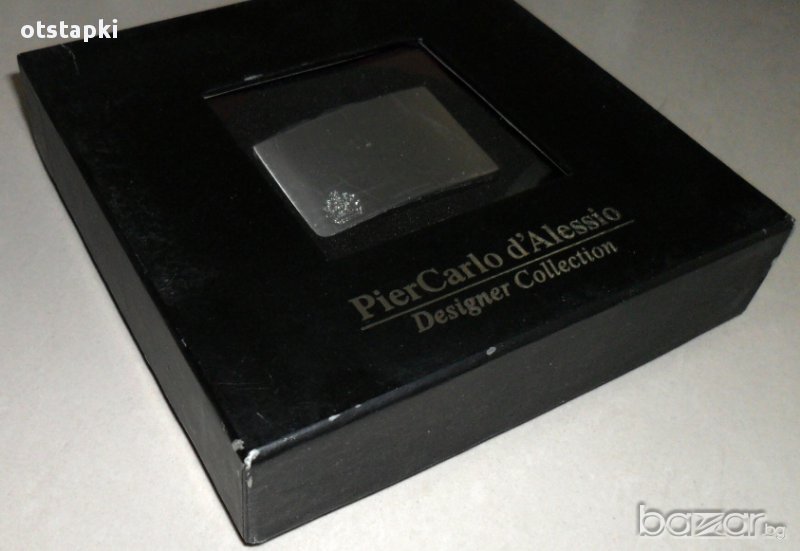 otstapki
PierCarlo d'Alessio
Designer Collection
bazar.bg